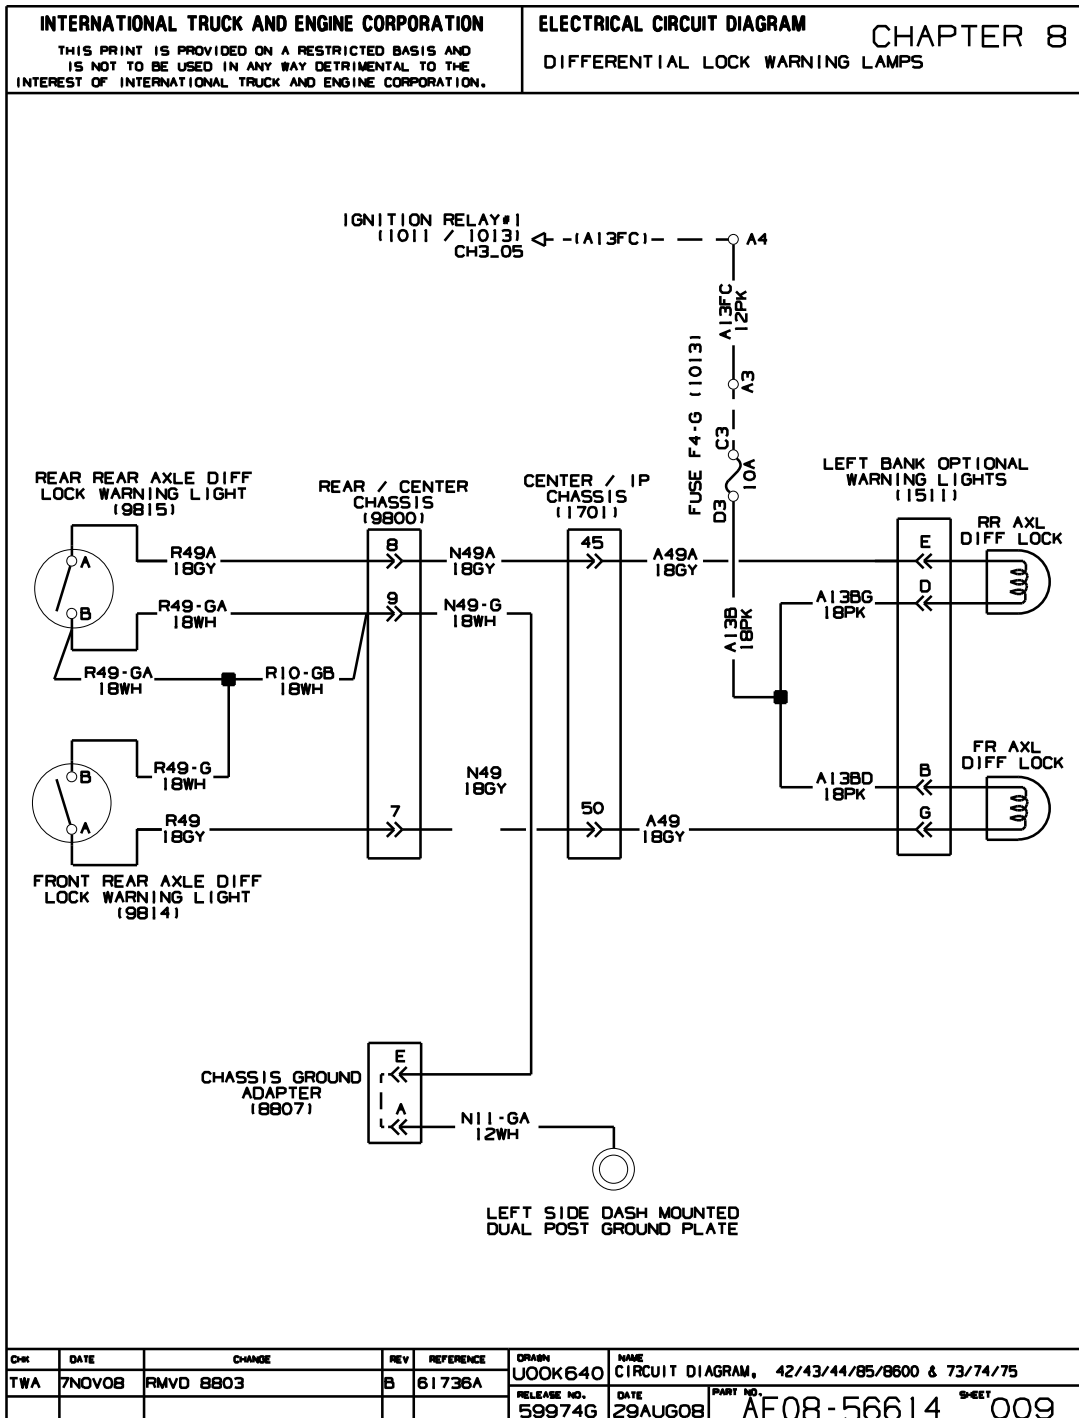 INTERNATIONAL TRUCK AND ENGINE CORPORATION
THIS PRINT IS PROVIDED ON A RESTRICTED BASIS AND
IS NOT TO BE USED IN ANY WAY DETRIMENTAL TO THE
INTEREST OF INTERNATIONAL TRUCK AND ENGINE CORPORATION.
ELECTRICAL CIRCUIT DIAGRAM
CHAPTER 8
DIFFERENTIAL LOCK WARNING LAMPS
IGNITION RELAY#1
(1011 / 1013)
CH3_05
(A13FC)
A4
A13FC
12PK
A3
FUSE F4-G (1013)
C3
10A
D3
A13B
18PK
REAR REAR AXLE DIFF
LOCK WARNING LIGHT
(9815)
REAR / CENTER
CHASSIS
(9800)
CENTER / IP
CHASSIS
(1701)
LEFT BANK OPTIONAL
WARNING LIGHTS
(1511)
RR AXL
DIFF LOCK
A
R49A
18GY
8
N49A
18GY
45
A49A
18GY
E
B
R49-GA
18WH
9
N49-G
18WH
A13BG
18PK
D
R49-GA
18WH
R10-GB
18WH
B
R49-G
18WH
N49
18GY
A13BD
18PK
B
FR AXL
DIFF LOCK
A
R49
18GY
7
50
A49
18GY
G
FRONT REAR AXLE DIFF
LOCK WARNING LIGHT
(9814)
CHASSIS GROUND
ADAPTER
(8807)
E
A
N11-GA
12WH
LEFT SIDE DASH MOUNTED
DUAL POST GROUND PLATE
CHK DATE CHANGE REV REFERENCE
TWA 7NOV08 RMVD 8803 B 61736A
DRAWN
U00K640
NAME
CIRCUIT DIAGRAM, 42/43/44/85/8600 & 73/74/75
RELEASE NO.
59974G
DATE
29AUG08
PART NO.
AF08-56614
SHEET
009